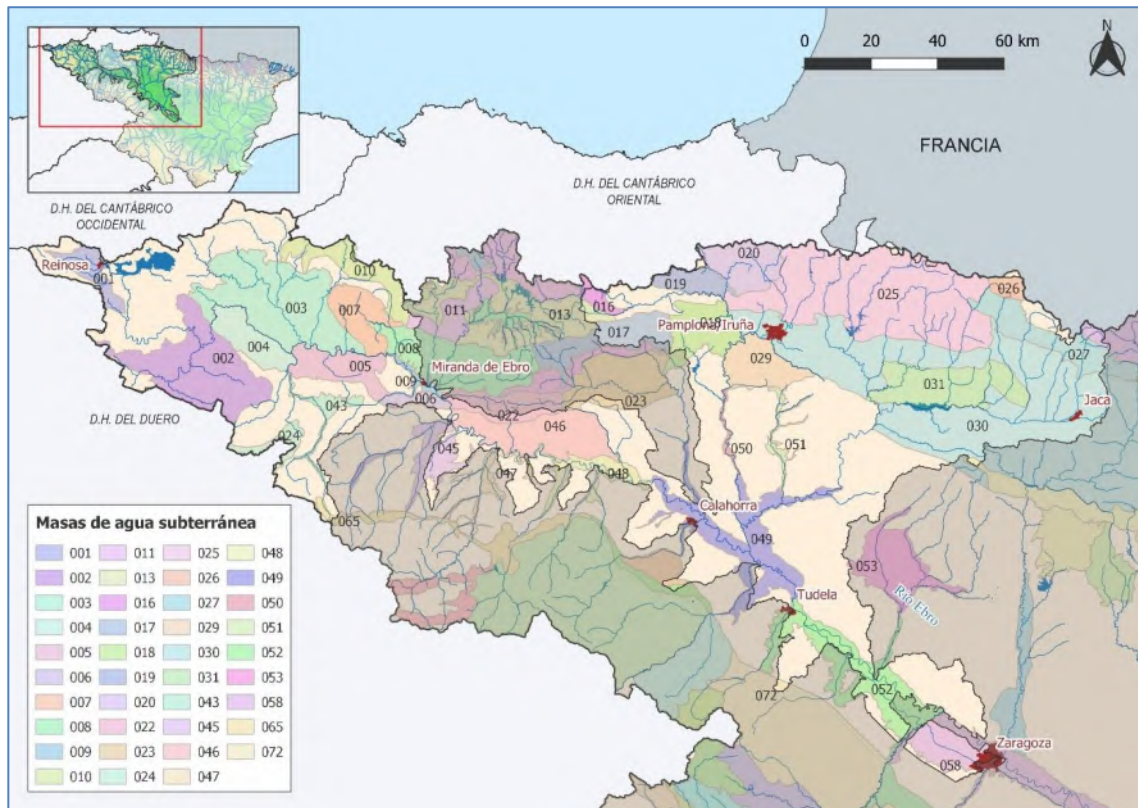 0 20 40 60 km
N
FRANCIA
D.H. DEL CANTÁBRICO
ORIENTAL
D.H. DEL CANTÁBRICO
OCCIDENTAL
Reinosa
001
010
020
019
025
026
003
007
011
013
016
018
017
Pamplona/Iruña
027
002
004
008
005
Miranda de Ebro
009
006
029
031
Jaca
D.H. DEL DUERO
043
023
022
030
024
046
045
050
051
047
048
065
Calahorra
049
053
Río Ebro
Tudela
052
072
Zaragoza
058
Masas de agua subterránea
001 011 025 048
002 013 026 049
003 016 027 050
004 017 029 051
005 018 030 052
006 019 031 053
007 020 043 058
008 022 045 065
009 023 046 072
010 024 047